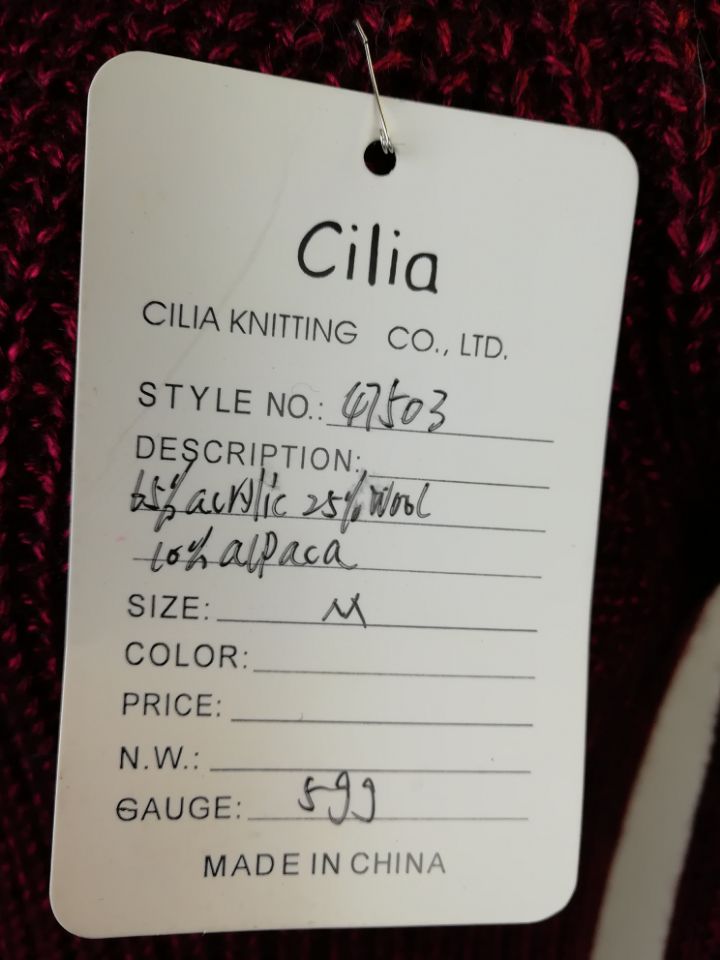 Cilia
CILIA KNITTING CO., LTD.
STYLE NO.: 47503
DESCRIPTION:
65% acrylic 25% Wool
10% alpaca
SIZE: M
COLOR:
PRICE:
N.W.:
GAUGE: 5gg
MADE IN CHINA